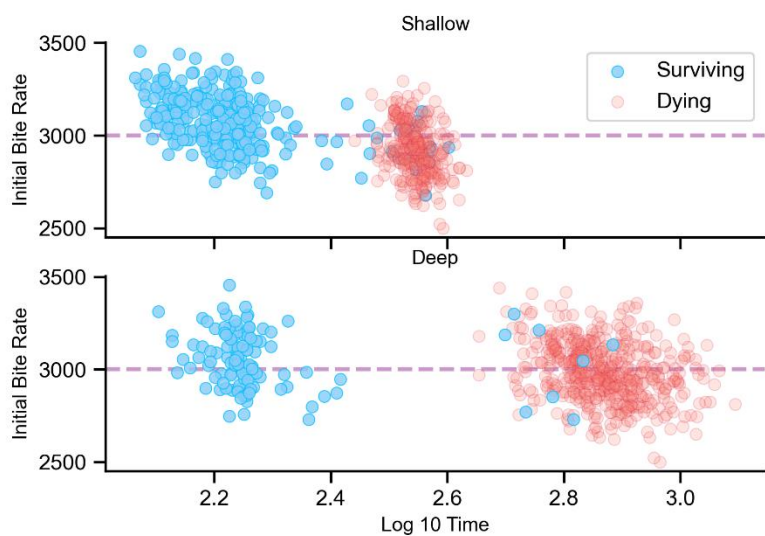 Shallow
3500
3000
2500
Initial Bite Rate
Surviving
Dying
Deep
3500
3000
2500
Initial Bite Rate
2.2
2.4
2.6
2.8
3.0
Log 10 Time